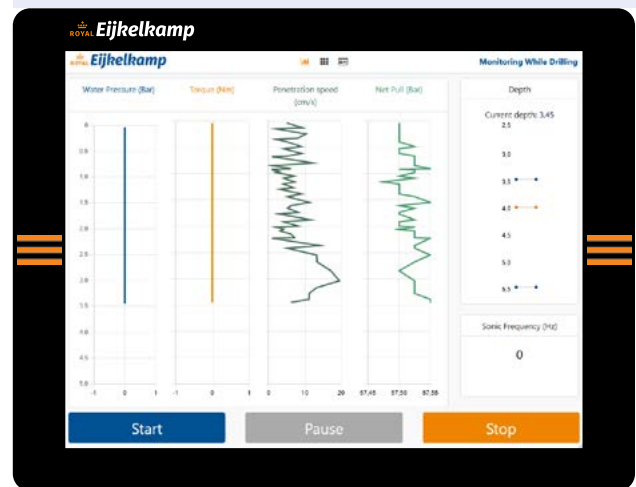 ROYAL Eijkelkamp
ROYAL Eijkelkamp
Monitoring While Drilling
Water Pressure (Bar)
Torque (Nm)
Penetration speed
(cm/s)
Net Pull (Bar)
Depth
Current depth: 3,45
2.5
3.0
3.5
4.0
4.5
5.0
5.5
0
0.5
1.0
1.5
2.0
2.5
3.0
3.5
4.0
4.5
5.0
-1 0 1
-1 0 1
0 10 20
87,45 87,50 87,55
Sonic Frequency (Hz)
0
Start
Pause
Stop